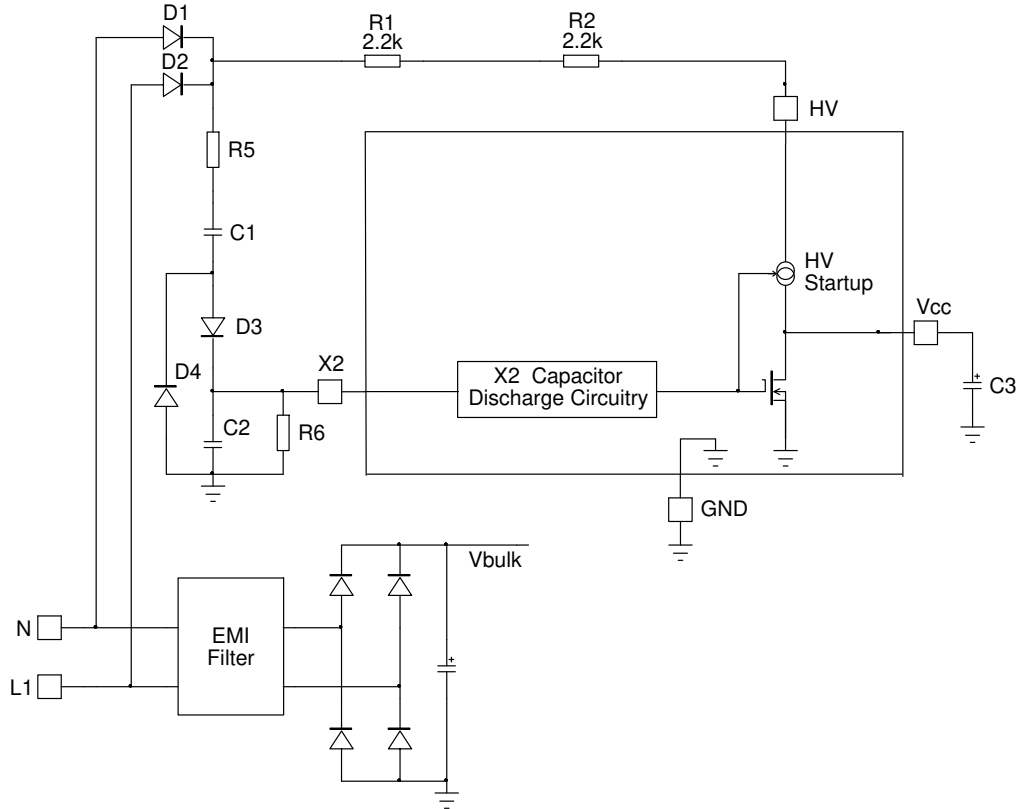 D1
R1
2.2k
R2
2.2k
D2
HV
R5
C1
HV
Startup
Vcc
D3
X2
D4
X2 Capacitor
Discharge Circuitry
C3
C2
R6
GND
Vbulk
N
EMI
Filter
L1
+
+